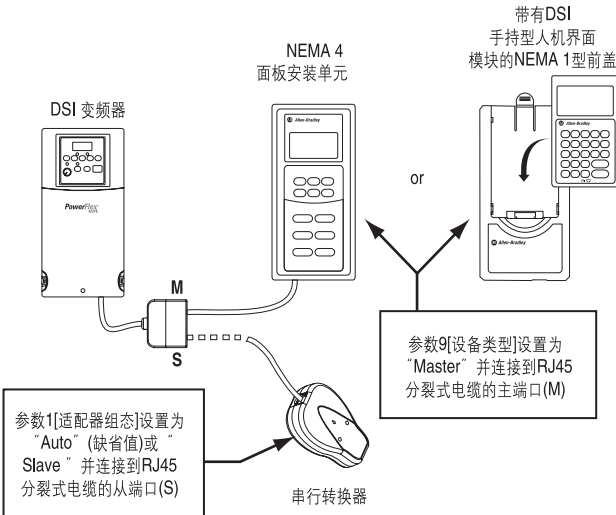 带有DSI
手持型人机界面
模块的NEMA 1型前盖
NEMA 4
面板安装单元
DSI 变频器
Allen-Bradley
Allen-Bradley
or
PowerFlex
Allen-Bradley
M
S
参数9[设备类型]设置为
“Master” 并连接到RJ45
分裂式电缆的主端口(M)
参数1[适配器组态]设置为
“Auto” (缺省值)或 “
Slave ” 并连接到RJ45
分裂式电缆的从端口(S)
串行转换器